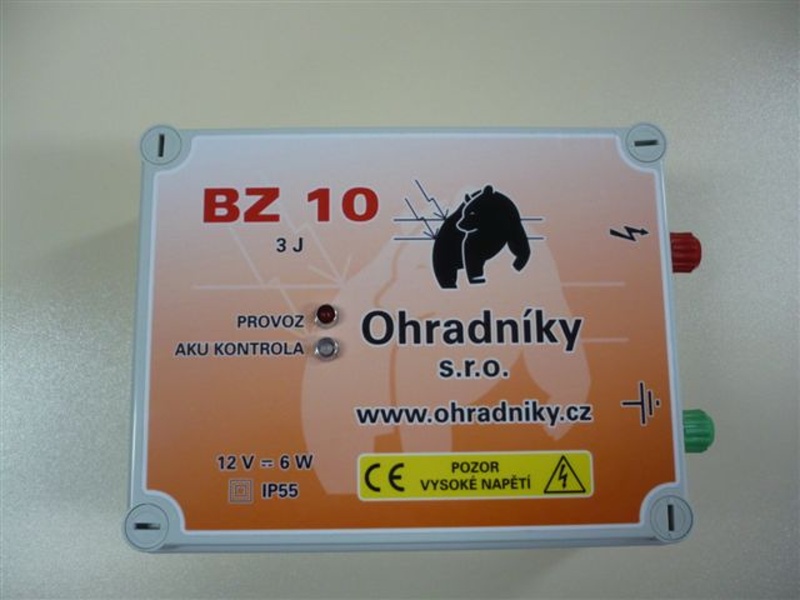 BZ 10
3 J
PROVOZ
AKU KONTROLA
Ohradníky
s.r.o.
www.ohradniky.cz
12 V ⎓ 6 W
IP55
CE
POZOR
VYSOKÉ NAPĚTÍ